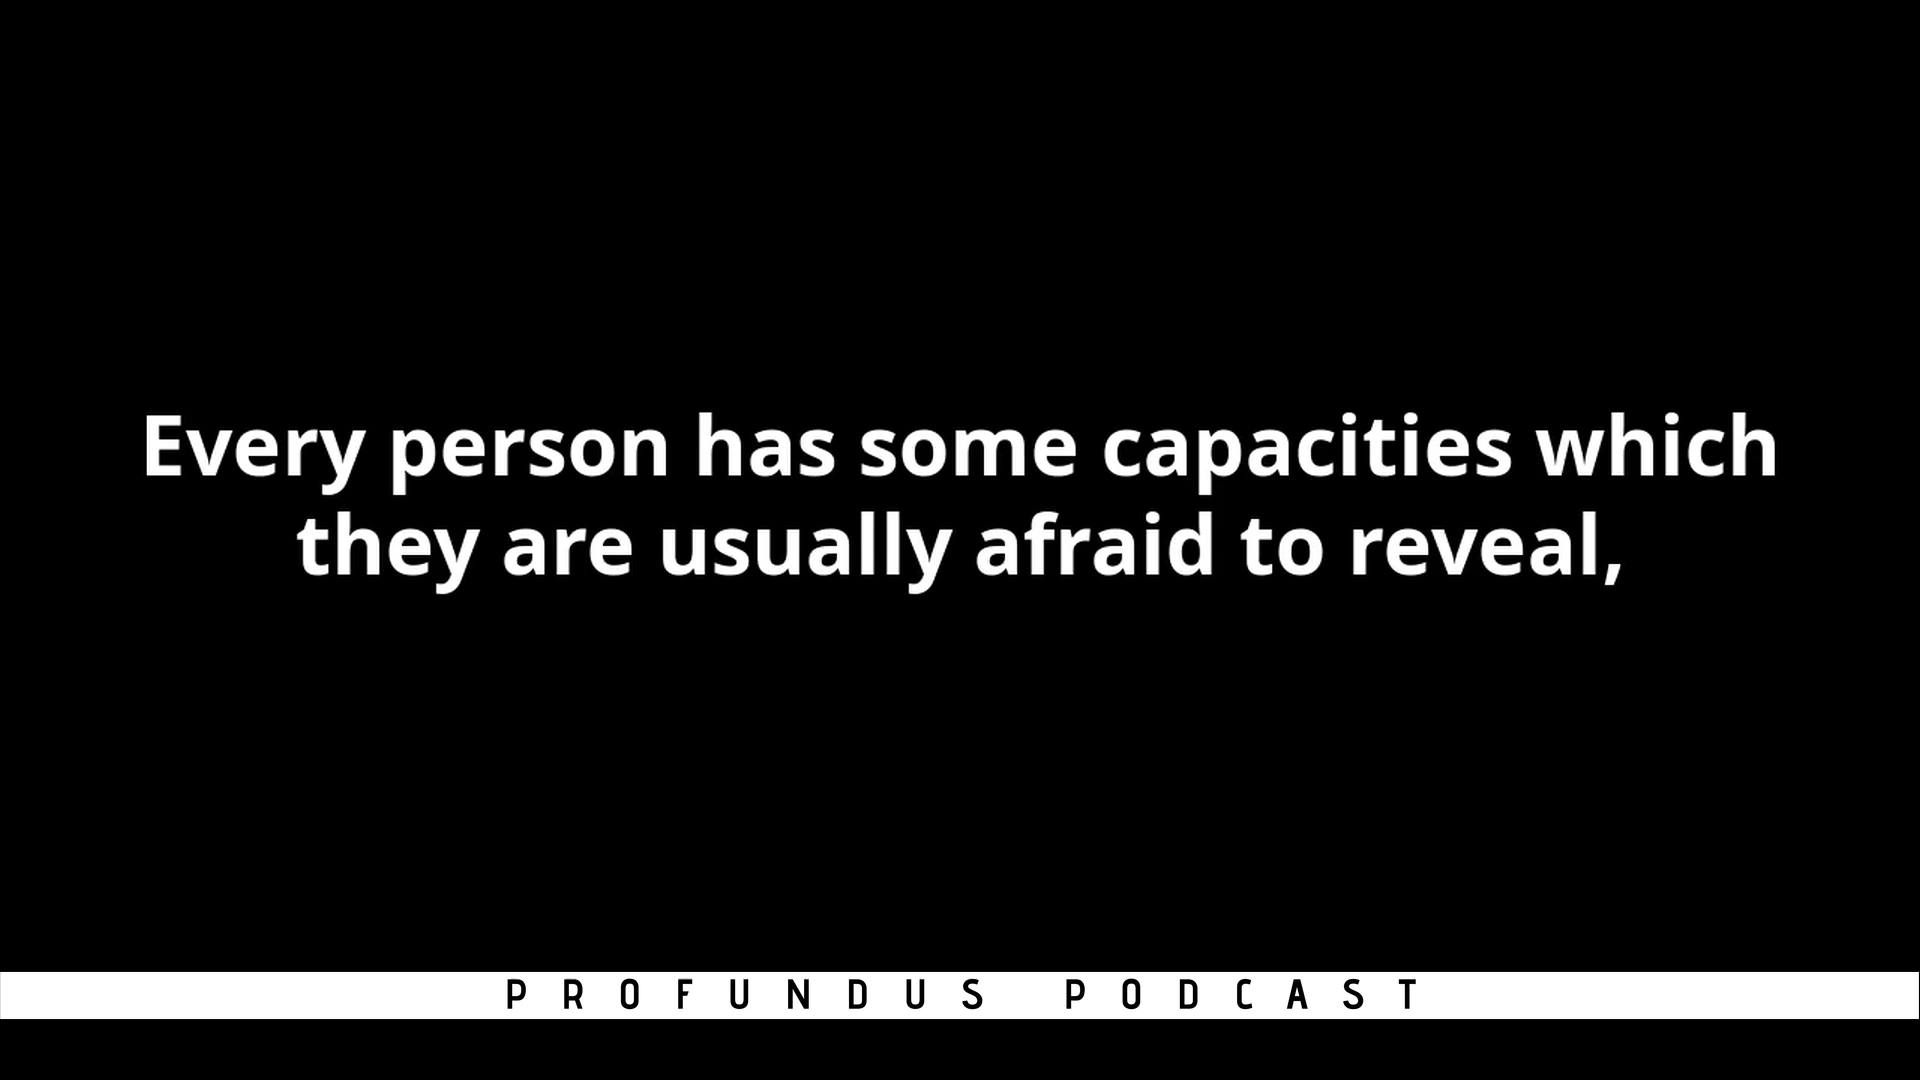 Every person has some capacities which
they are usually afraid to reveal,
PROFUNDUS PODCAST